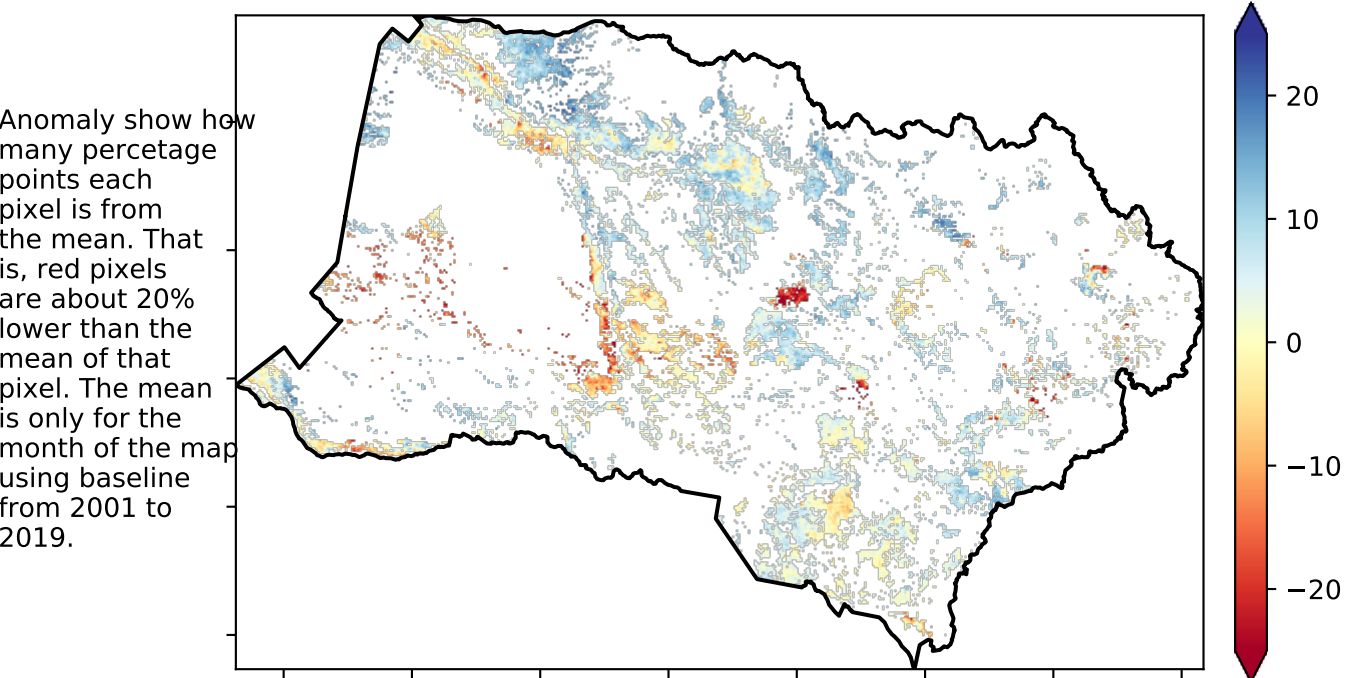 Anomaly show how
many percetage
points each
pixel is from
the mean. That
is, red pixels
are about 20%
lower than the
mean of that
pixel. The mean
is only for the
month of the map
using baseline
from 2001 to
2019.
20
10
0
−10
−20